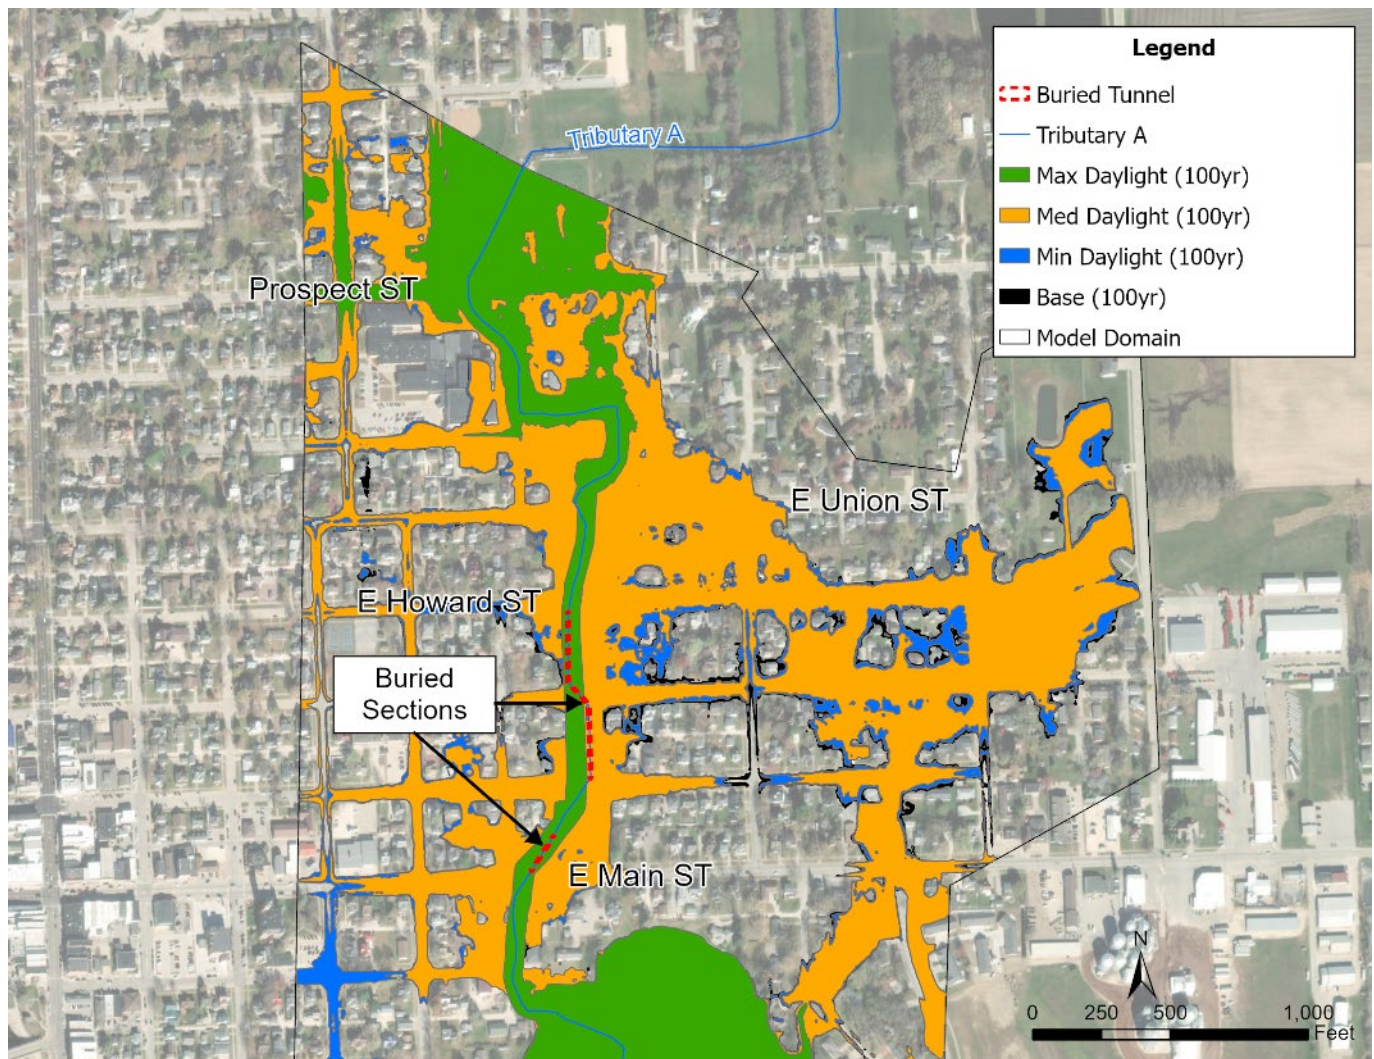 Legend
Buried Tunnel
Tributary A
Max Daylight (100yr)
Med Daylight (100yr)
Min Daylight (100yr)
Base (100yr)
Model Domain
Tributary A
Prospect ST
E Union ST
E Howard ST
Buried
Sections
E Main ST
N
0 250 500 1,000
Feet